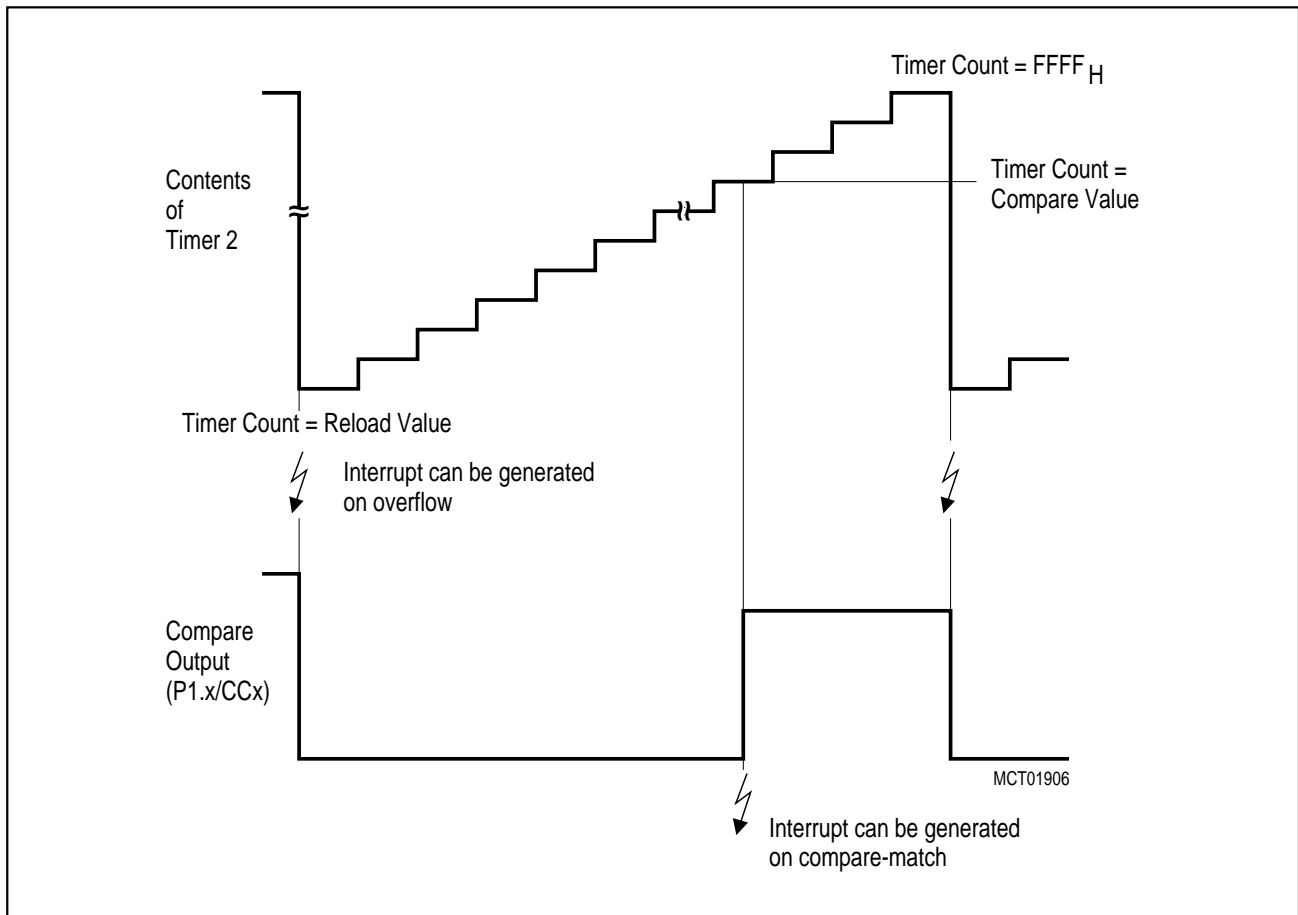 Timer Count = FFFF H
Contents
of
Timer 2
Timer Count =
Compare Value
Timer Count = Reload Value
Interrupt can be generated
on overflow
Compare
Output
(P1.x/CCx)
MCT01906
Interrupt can be generated
on compare-match